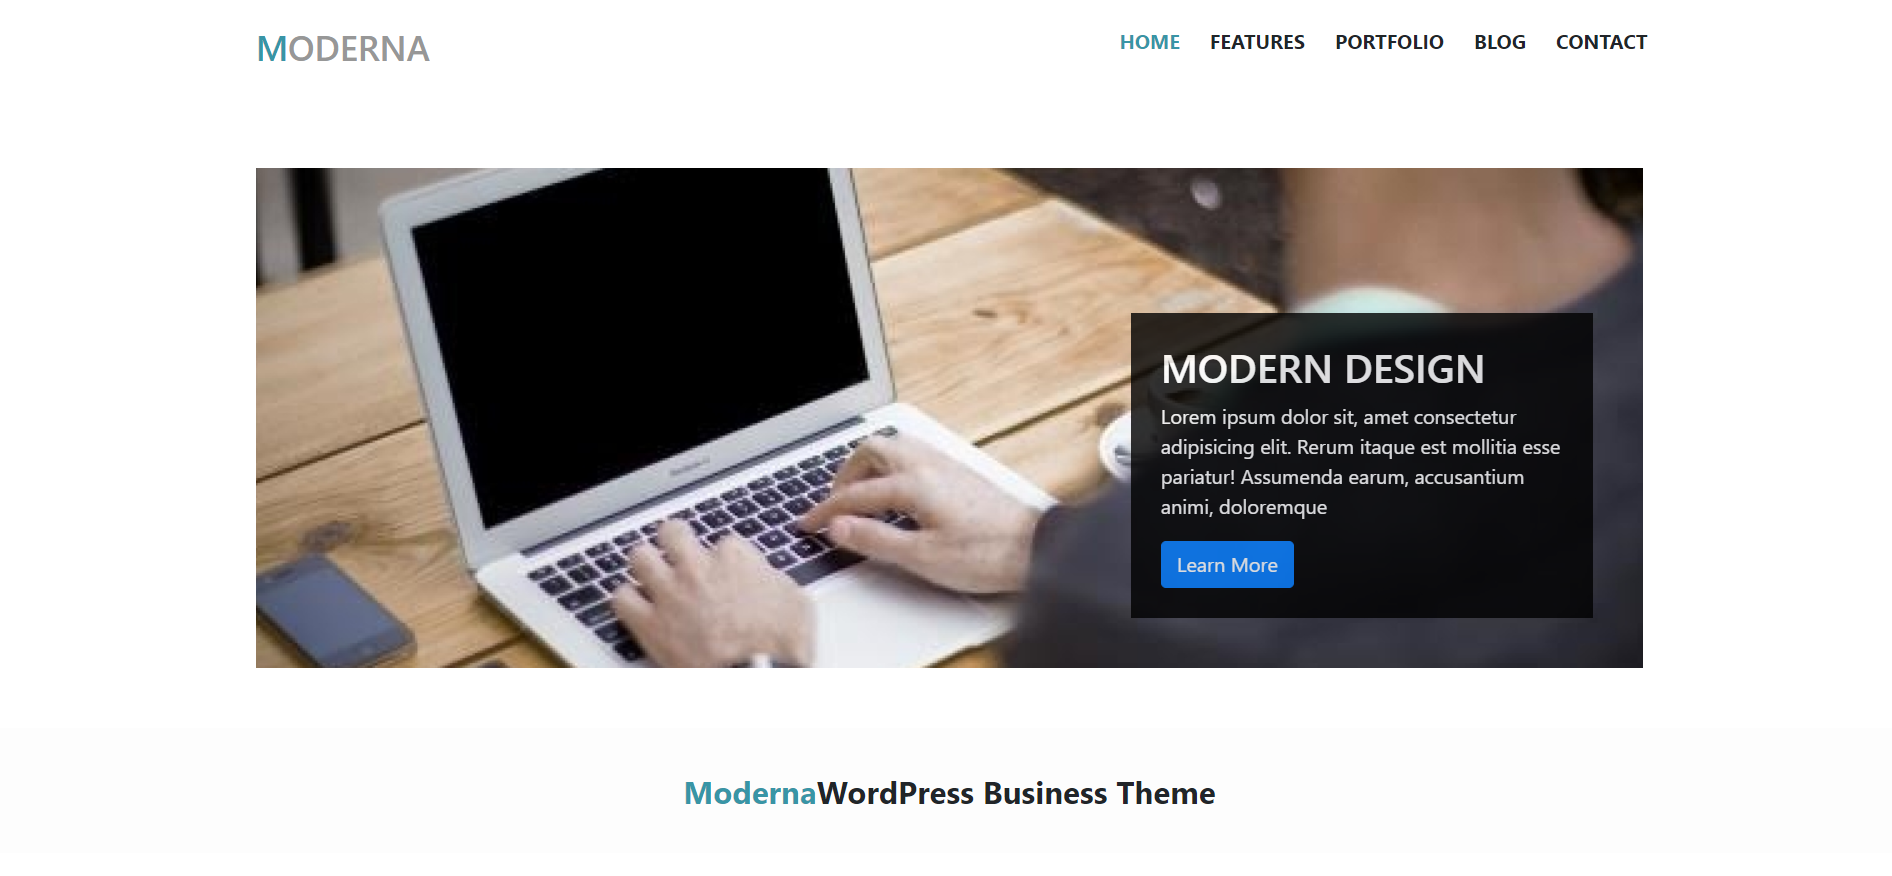 MODERNA
HOME FEATURES PORTFOLIO BLOG CONTACT
MODERN DESIGN
Lorem ipsum dolor sit, amet consectetur
adipisicing elit. Rerum itaque est mollitia esse
pariatur! Assumenda earum, accusantium
animi, doloremque
Learn More
ModernaWordPress Business Theme